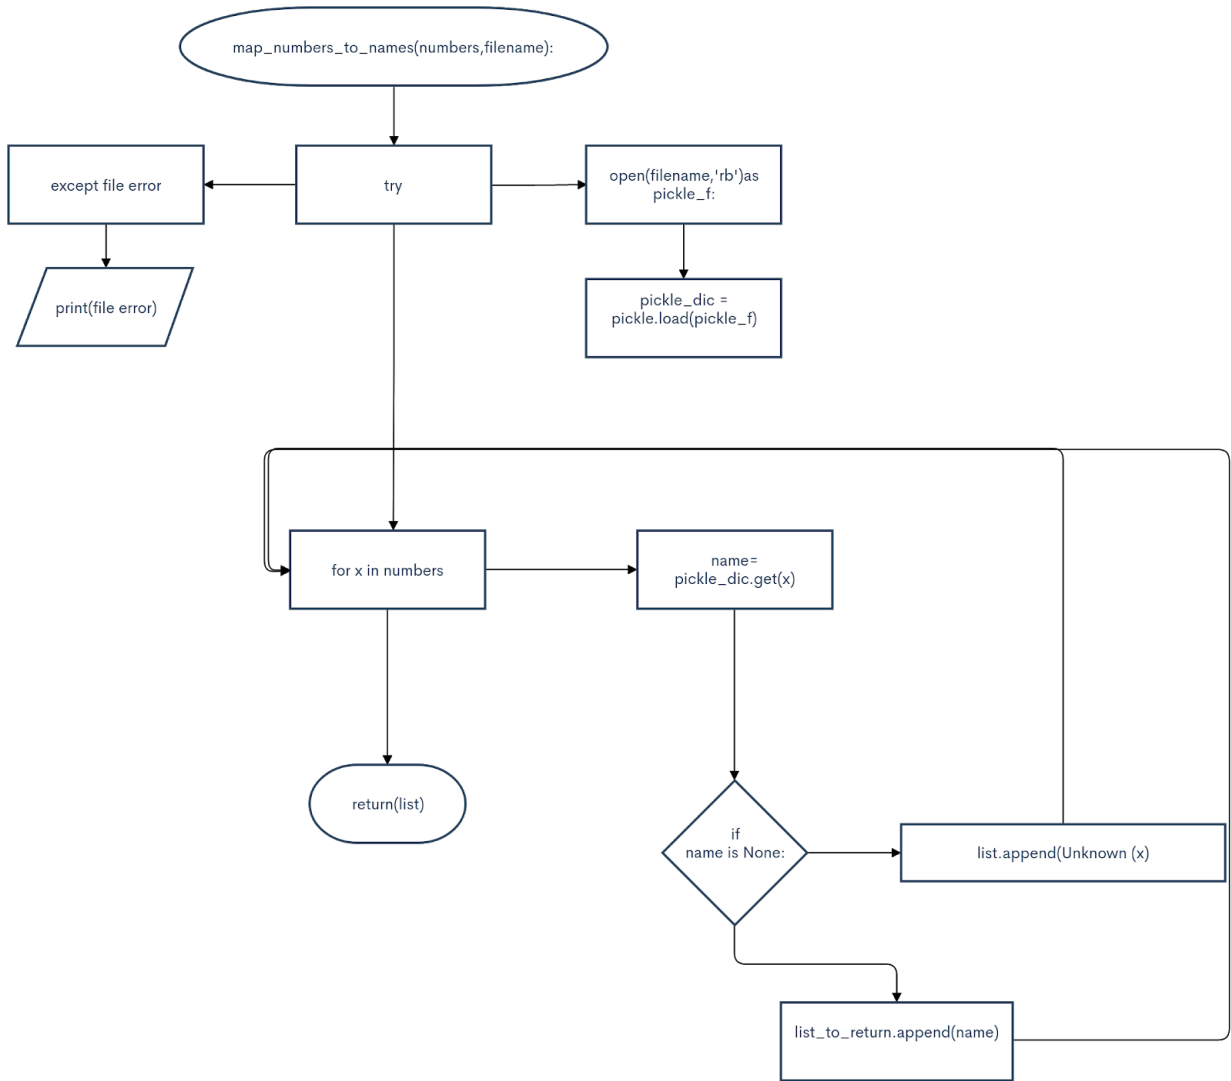 map_numbers_to_names(numbers,filename):
except file error
try
open(filename,'rb')as
pickle_f:
print(file error)
pickle_dic =
pickle.load(pickle_f)
for x in numbers
name=
pickle_dic.get(x)
return(list)
if
name is None:
list.append(Unknown (x)
list_to_return.append(name)